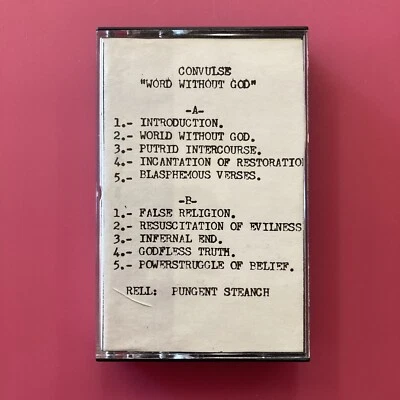 CONVULSE
"WORD WITHOUT GOD"
-A-
1.- INTRODUCTION.
2.- WORLD WITHOUT GOD.
3.- PUTRID INTERCOURSE.
4.- INCANTATION OF RESTORATION
5.- BLASPHEMOUS VERSES.
-B-
1.- FALSE RELIGION.
2.- RESUSCITATION OF EVILNESS
3.- INFERNAL END.
4.- GODFLESS TRUTH.
5.- POWERSTRUGGLE OF BELIEF.
RELL: PUNGENT STEANCH